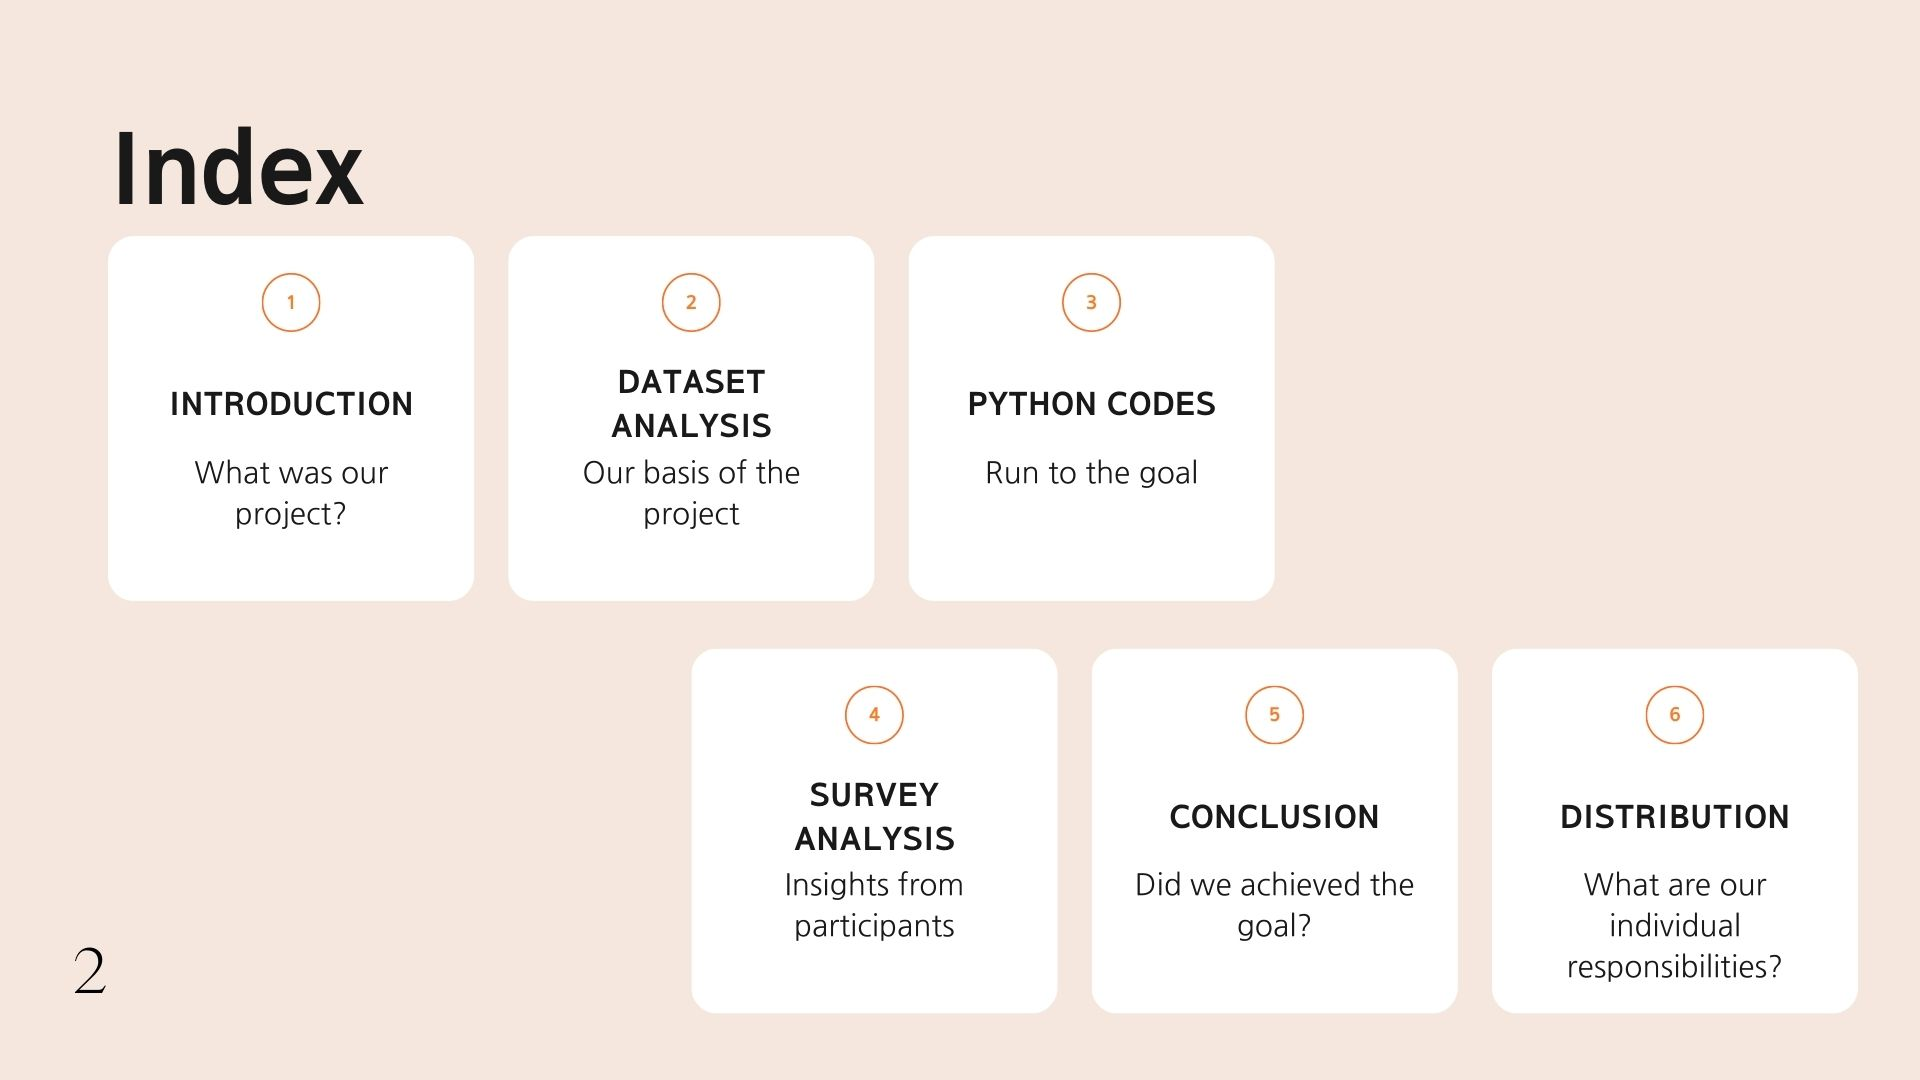 Index
1
INTRODUCTION
What was our
project?
2
DATASET
ANALYSIS
Our basis of the
project
3
PYTHON CODES
Run to the goal
4
SURVEY
ANALYSIS
Insights from
participants
5
CONCLUSION
Did we achieved the
goal?
6
DISTRIBUTION
What are our
individual
responsibilities?
2